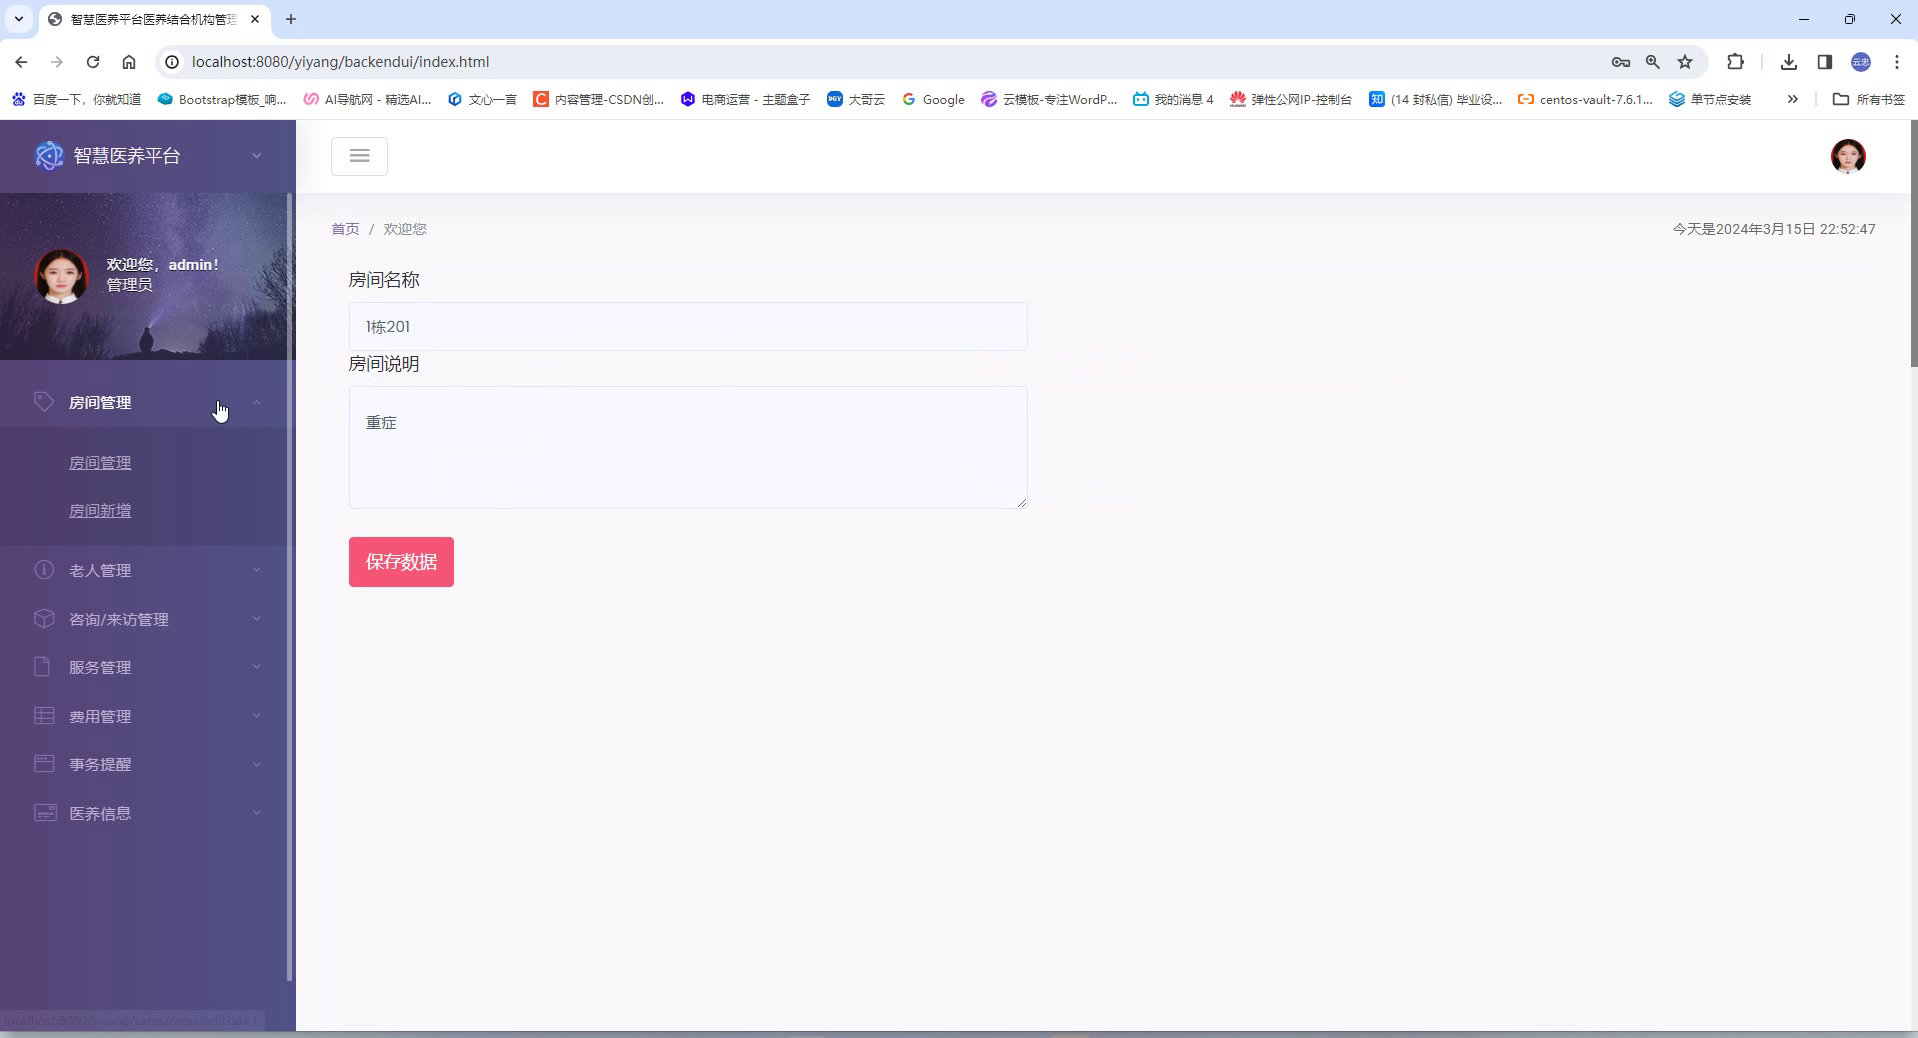 智慧医养平台医养结合机构管理
localhost:8080/yiyang/backendui/index.html
云忠
百度一下，你就知道
Bootstrap模板_响...
AI导航网 - 精选AI...
文心一言
内容管理-CSDN创...
电商运营 - 主题盒子
大哥云
Google
云模板-专注WordP...
我的消息 4
弹性公网IP-控制台
(14 封私信) 毕业设...
centos-vault-7.6.1...
单节点安装
所有书签
智慧医养平台
欢迎您，admin！
管理员
房间管理
房间管理
房间新增
老人管理
咨询/来访管理
服务管理
费用管理
事务提醒
医养信息
首页 / 欢迎您
今天是2024年3月15日 22:52:47
房间名称
1栋201
房间说明
重症
保存数据
localhost:8080/yiyang/cates/cates/edit?id=1